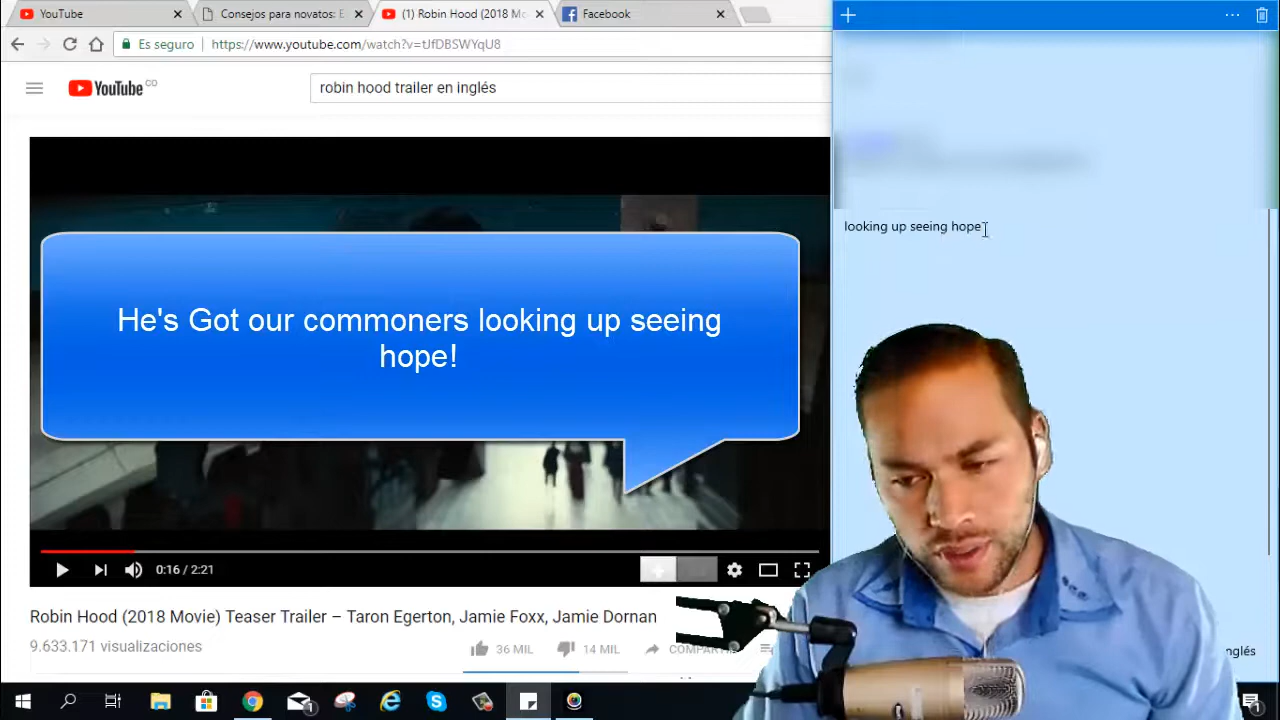 YouTube
Consejos para novatos: E
(1) Robin Hood (2018 Mo
Facebook
Es seguro
https://www.youtube.com/watch?v=tJfDBSWYqU8
YouTube CO
robin hood trailer en inglés
looking up seeing hope
He's Got our commoners looking up seeing
hope!
0:16 / 2:21
Robin Hood (2018 Movie) Teaser Trailer – Taron Egerton, Jamie Foxx, Jamie Dornan
9.633.171 visualizaciones
36 MIL
14 MIL